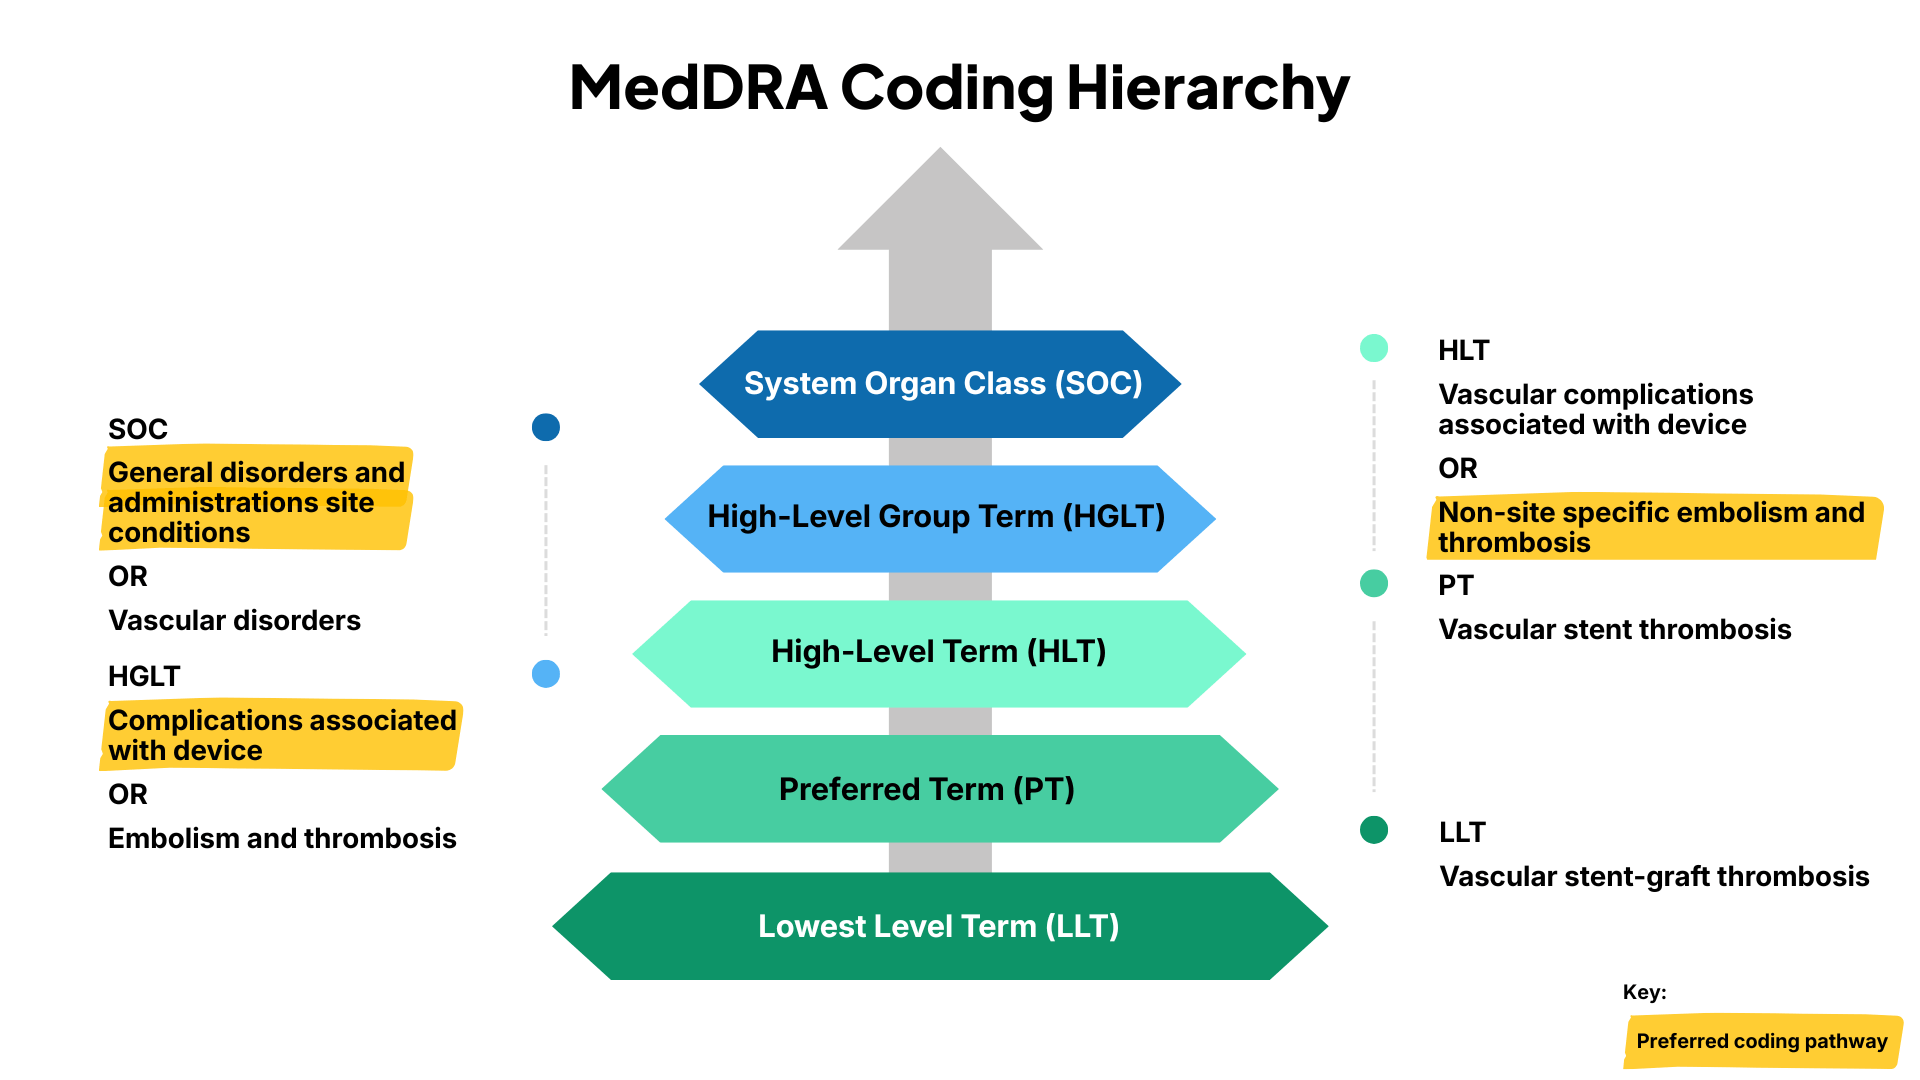 MedDRA Coding Hierarchy
SOC
General disorders and
administrations site
conditions
OR
Vascular disorders
HGLT
Complications associated
with device
OR
Embolism and thrombosis
System Organ Class (SOC)
High-Level Group Term (HGLT)
High-Level Term (HLT)
Preferred Term (PT)
Lowest Level Term (LLT)
HLT
Vascular complications
associated with device
OR
Non-site specific embolism and
thrombosis
PT
Vascular stent thrombosis
LLT
Vascular stent-graft thrombosis
Key:
Preferred coding pathway